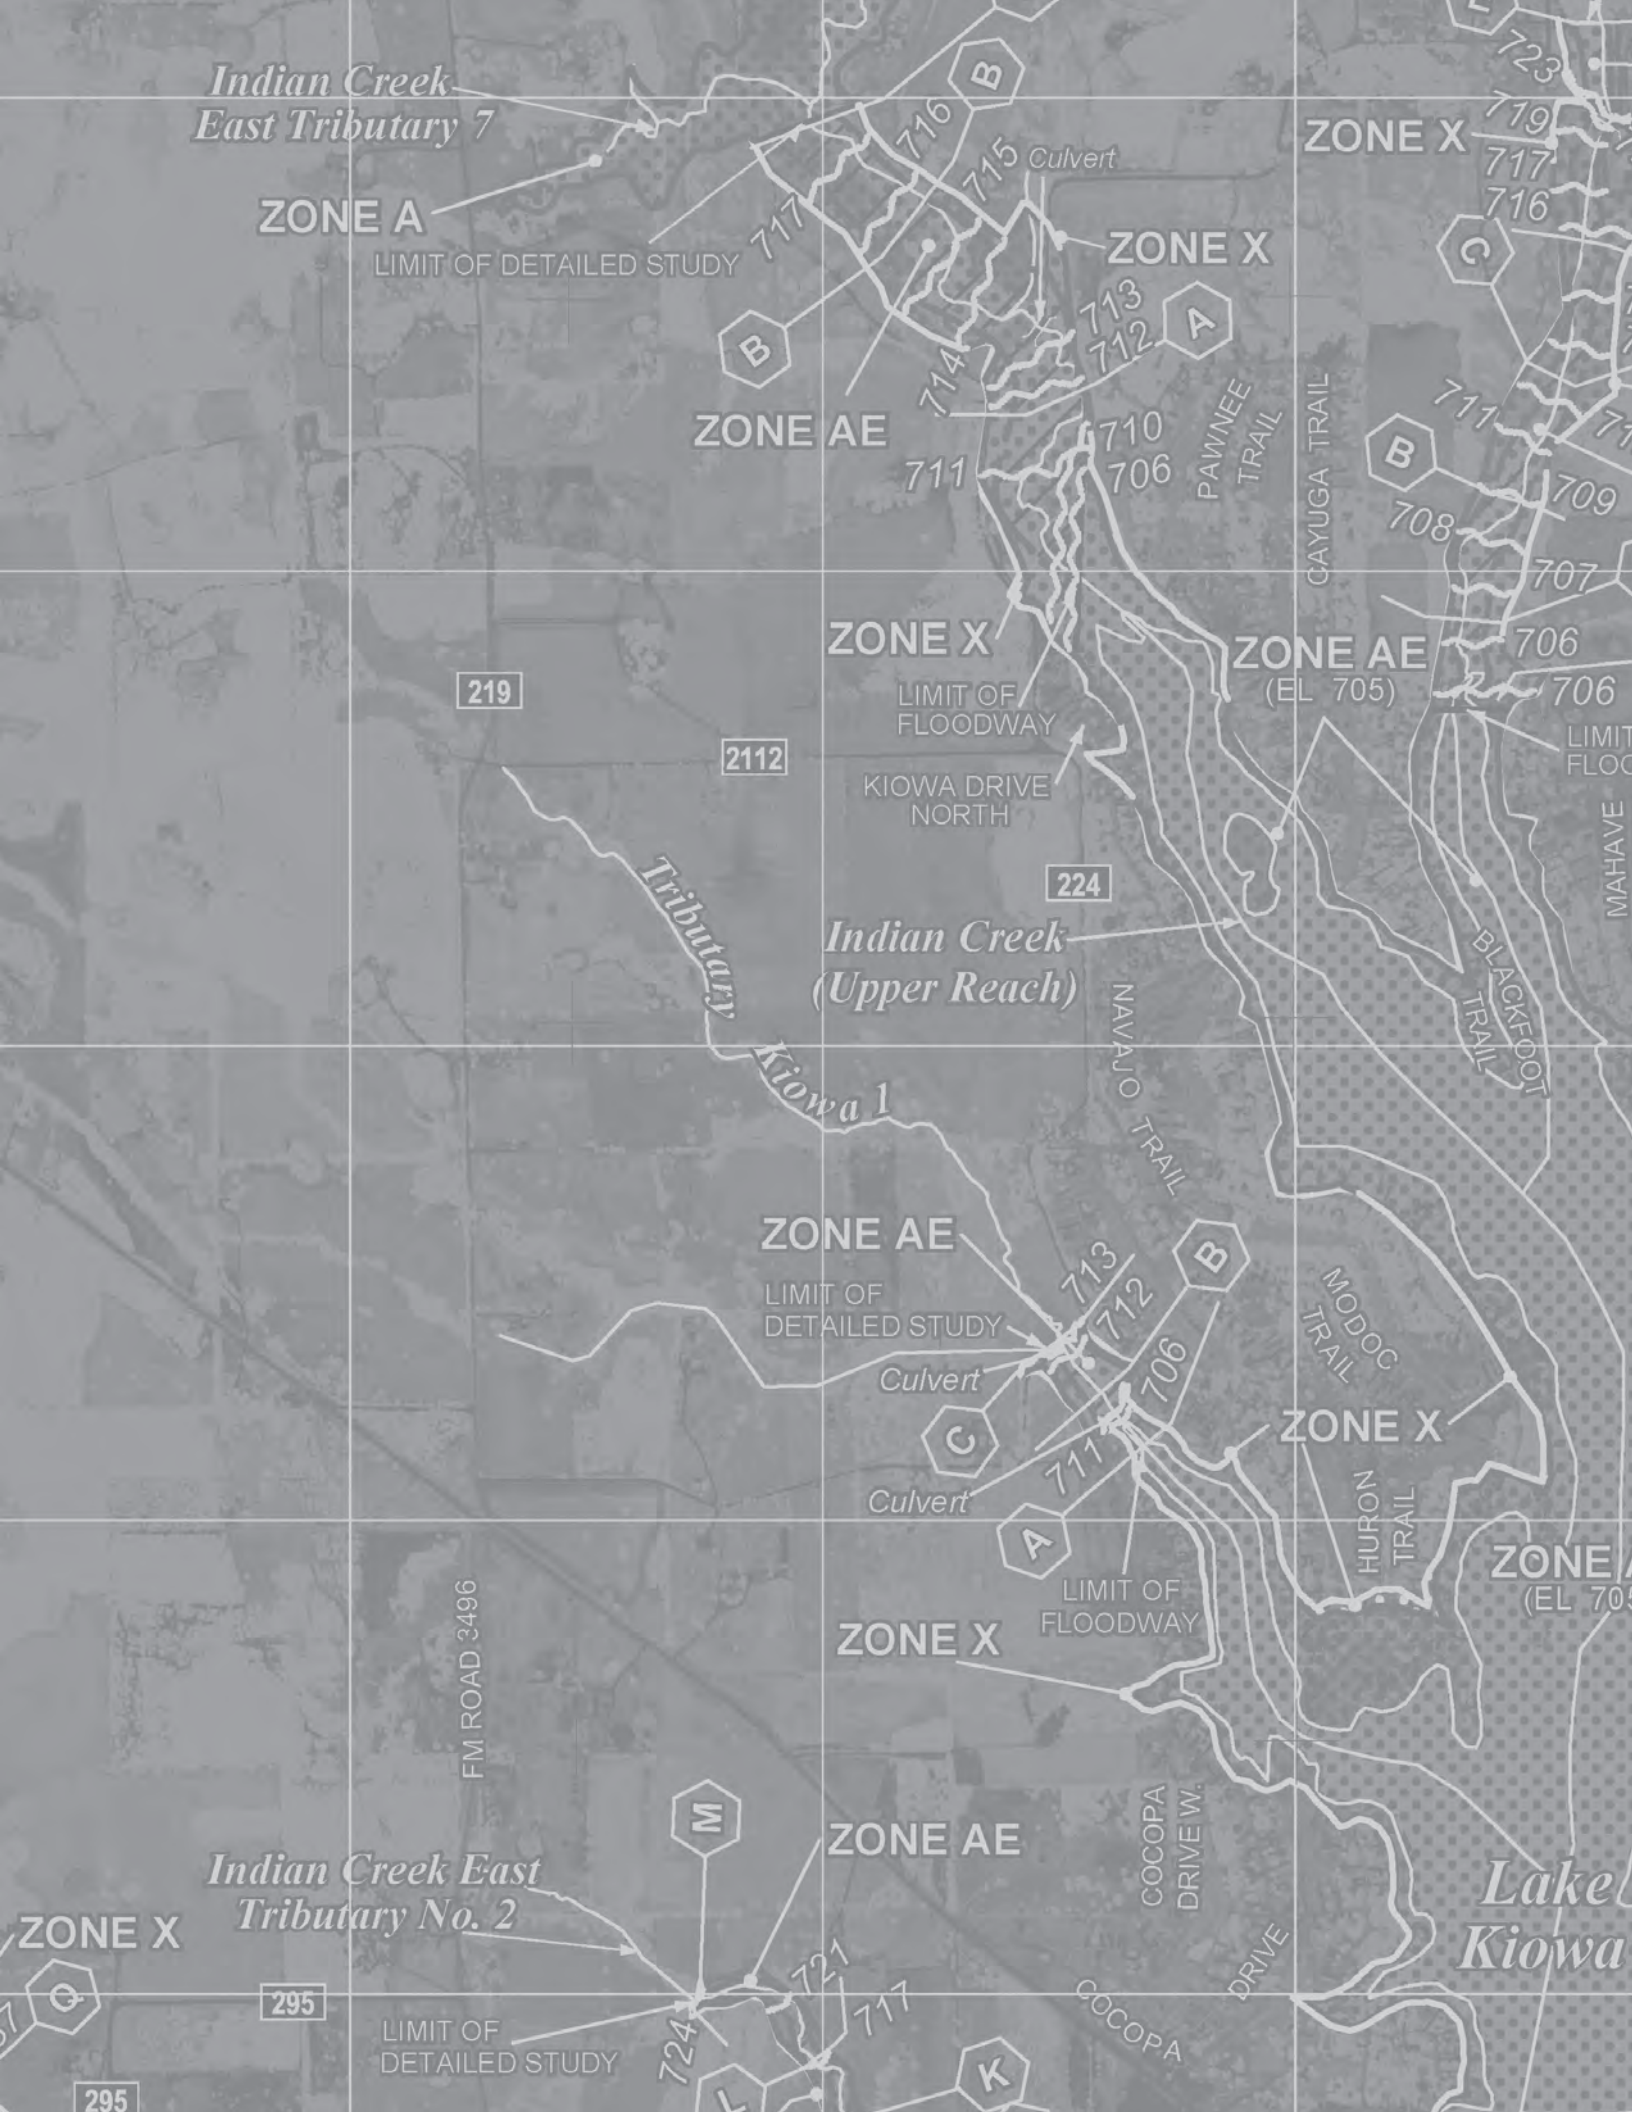 B
723
Indian Creek
East Tributary 7
716
719
ZONE X
715
Culvert
717
ZONE A
716
717
LIMIT OF DETAILED STUDY
ZONE X
C
713
A
712
B
714
ZONE AE
711
710
PAWNEE
TRAIL
CAYUGA TRAIL
B
711
706
709
708
707
ZONE X
ZONE AE
(EL 705)
706
219
LIMIT OF
FLOODWAY
706
2112
KIOWA DRIVE
NORTH
MAHAVE
224
Tributary
Kiowa 1
Indian Creek
(Upper Reach)
BLACKFOOT
TRAIL
NAVAJO TRAIL
ZONE AE
B
713
LIMIT OF
DETAILED STUDY
712
MODOC
TRAIL
Culvert
706
C
ZONE X
711
Culvert
HURON
TRAIL
A
LIMIT OF
FLOODWAY
(EL 705
ZONE X
FM ROAD 3496
M
ZONE AE
COCOPA
DRIVE W.
Indian Creek East
Tributary No. 2
Lake
Kiowa
ZONE X
721
DRIVE
COCOPA
Q
295
717
LIMIT OF
DETAILED STUDY
724
K
L
295